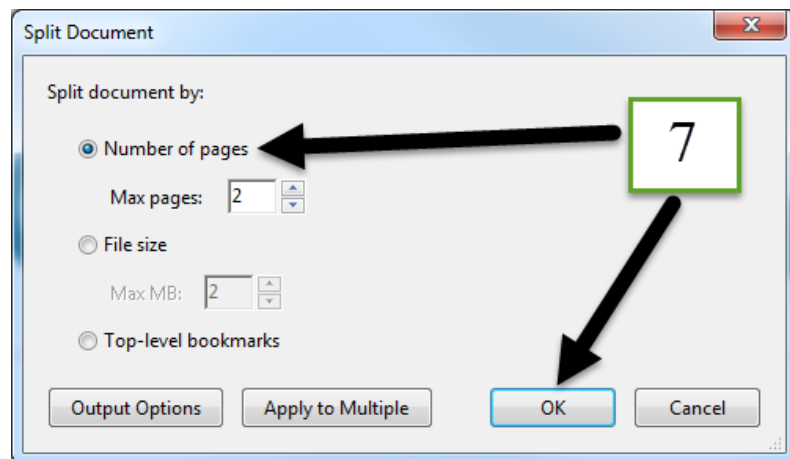 Split Document
Split document by:
Number of pages
7
Max pages: 2
File size
Max MB: 2
Top-level bookmarks
Output Options Apply to Multiple OK Cancel